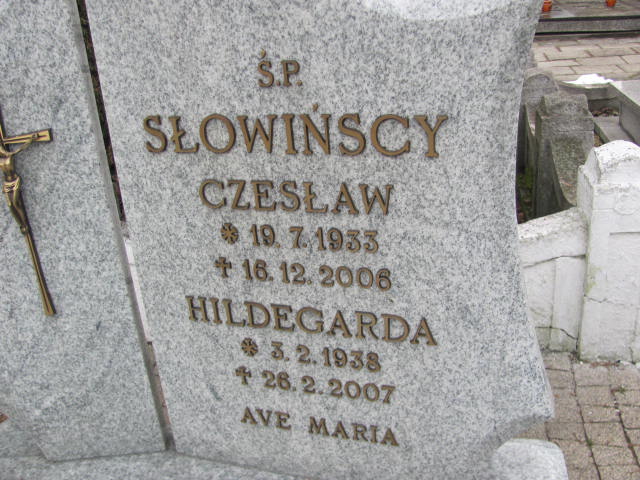 Ś.P.
SŁOWIŃSCY
CZESŁAW
* 19.7.1933
† 16.12.2006
HILDEGARDA
* 3.2.1938
† 26.2.2007
AVE MARIA